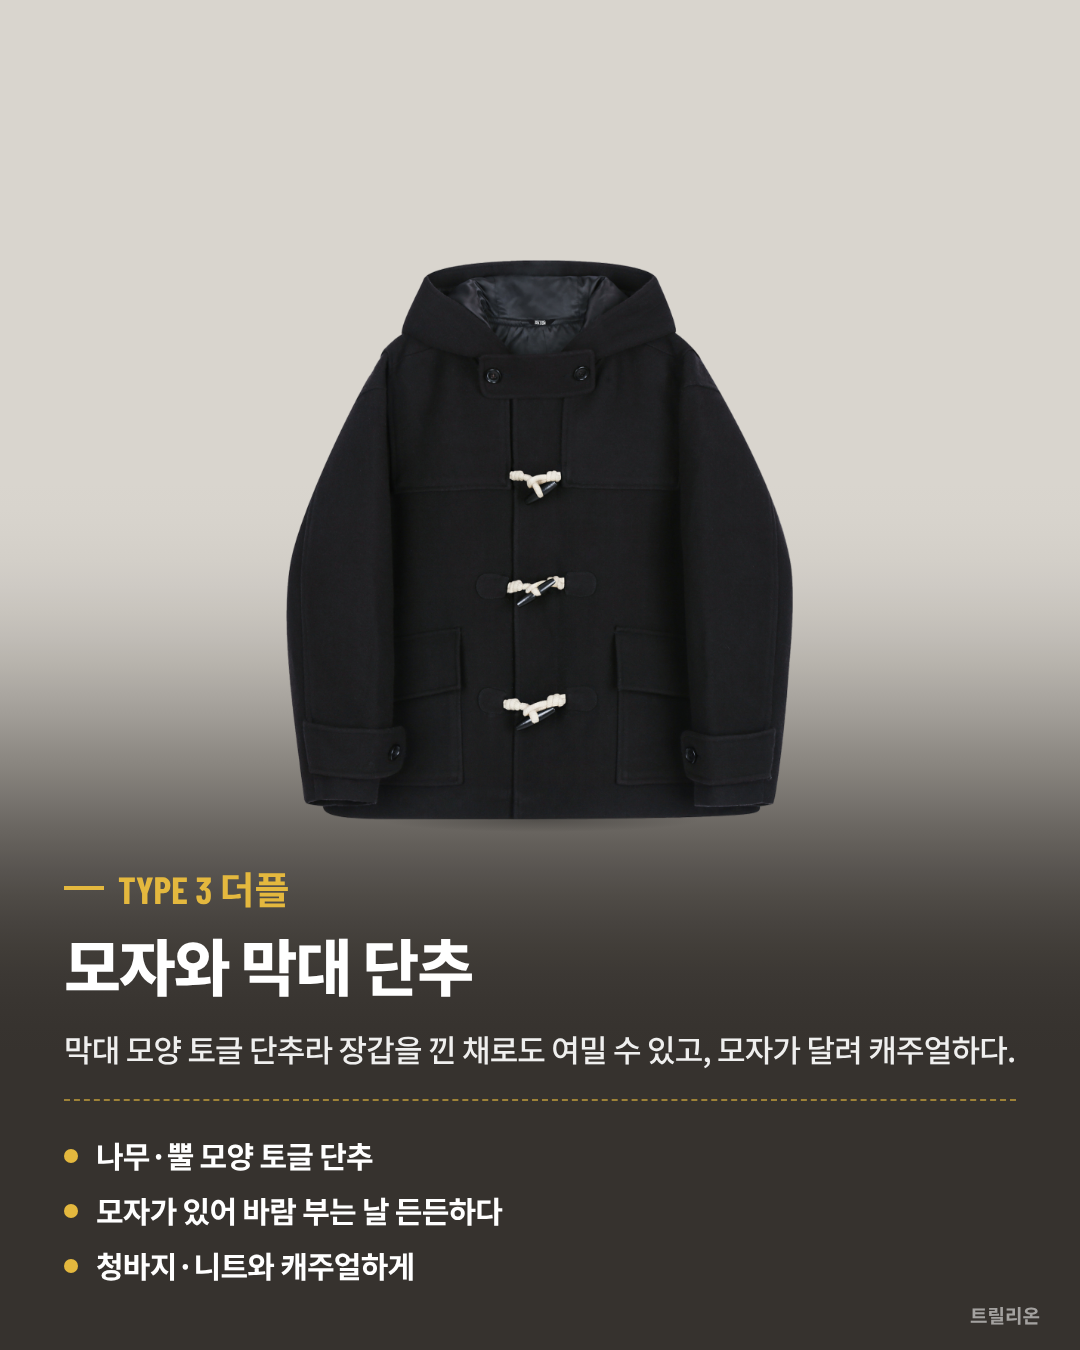 TYPE 3 더플
모자와 막대 단추
막대 모양 토글 단추라 장갑을 낀 채로도 여밀 수 있고, 모자가 달려 캐주얼하다.
나무·뿔 모양 토글 단추
모자가 있어 바람 부는 날 든든하다
청바지·니트와 캐주얼하게
트릴리온